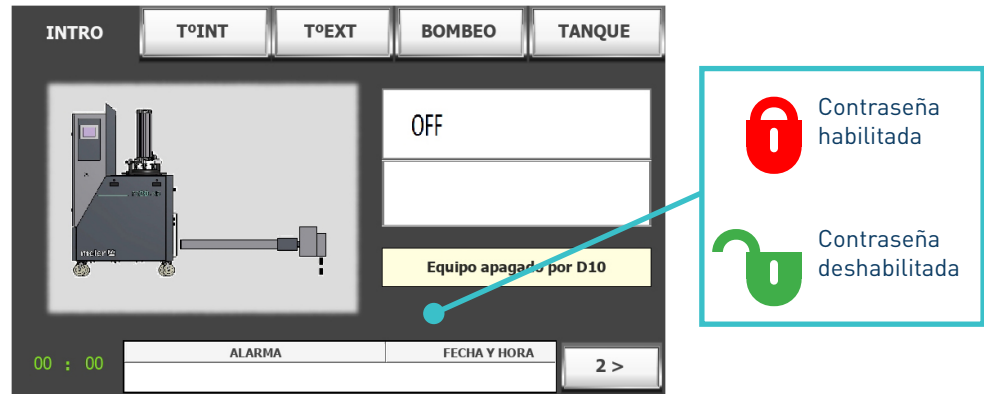 INTRO
TºINT
TºEXT
BOMBEO
TANQUE
OFF
Equipo apagado por D10
00 : 00
ALARMA
FECHA Y HORA
2 >
Contraseña
habilitada
Contraseña
deshabilitada